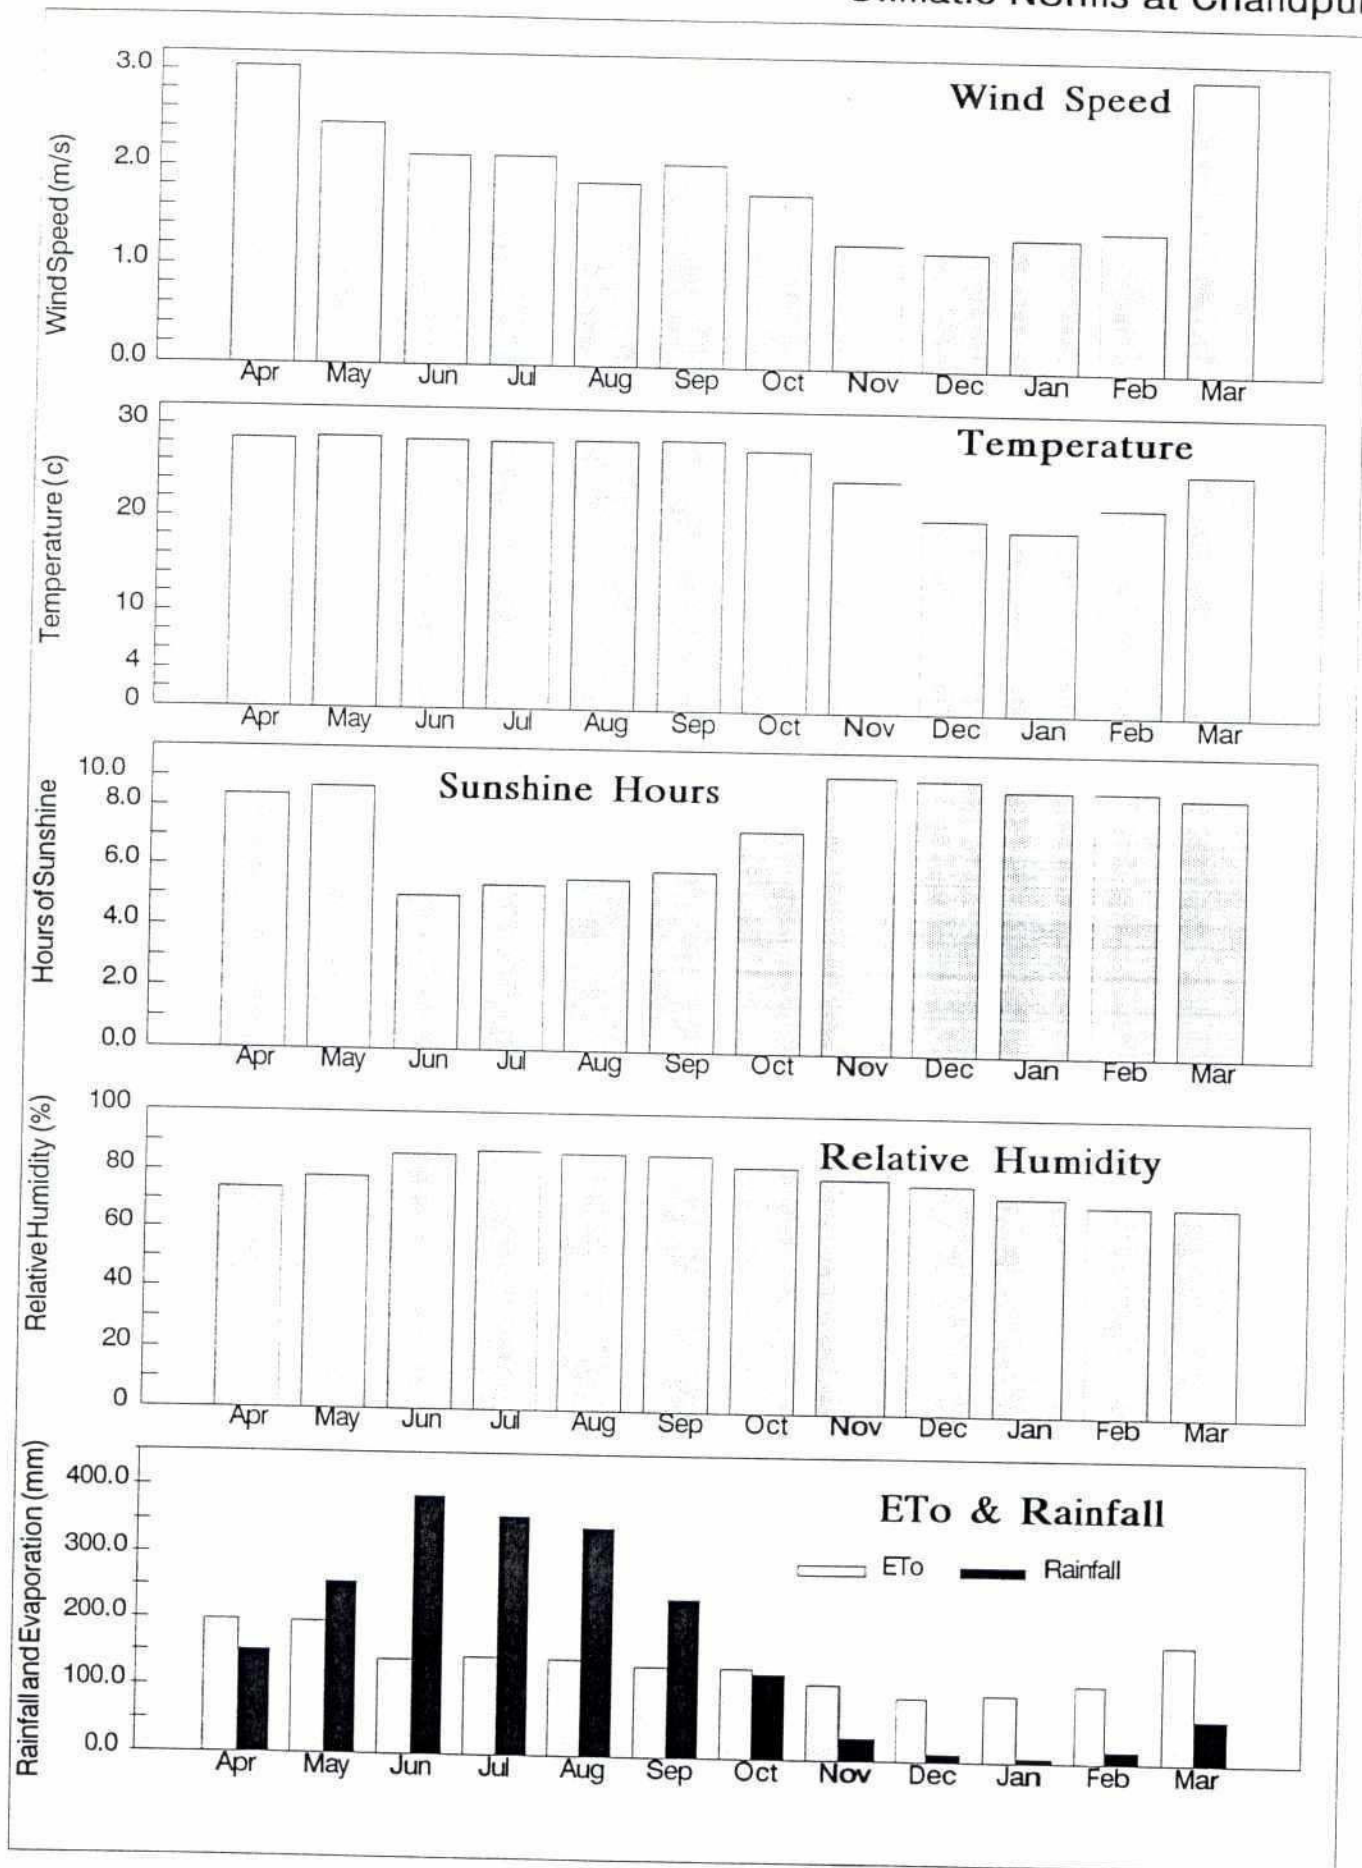 Climatic Norms at Chandpur
Wind Speed
Wind Speed (m/s)
3.0
2.0
1.0
0.0
Apr May Jun Jul Aug Sep Oct Nov Dec Jan Feb Mar
Temperature
Temperature (c)
30
20
10
4
0
Apr May Jun Jul Aug Sep Oct Nov Dec Jan Feb Mar
Sunshine Hours
Hours of Sunshine
10.0
8.0
6.0
4.0
2.0
0.0
Apr May Jun Jul Aug Sep Oct Nov Dec Jan Feb Mar
Relative Humidity
Relative Humidity (%)
100
80
60
40
20
0
Apr May Jun Jul Aug Sep Oct Nov Dec Jan Feb Mar
ETo & Rainfall
ETo Rainfall
Rainfall and Evaporation (mm)
400.0
300.0
200.0
100.0
0.0
Apr May Jun Jul Aug Sep Oct Nov Dec Jan Feb Mar